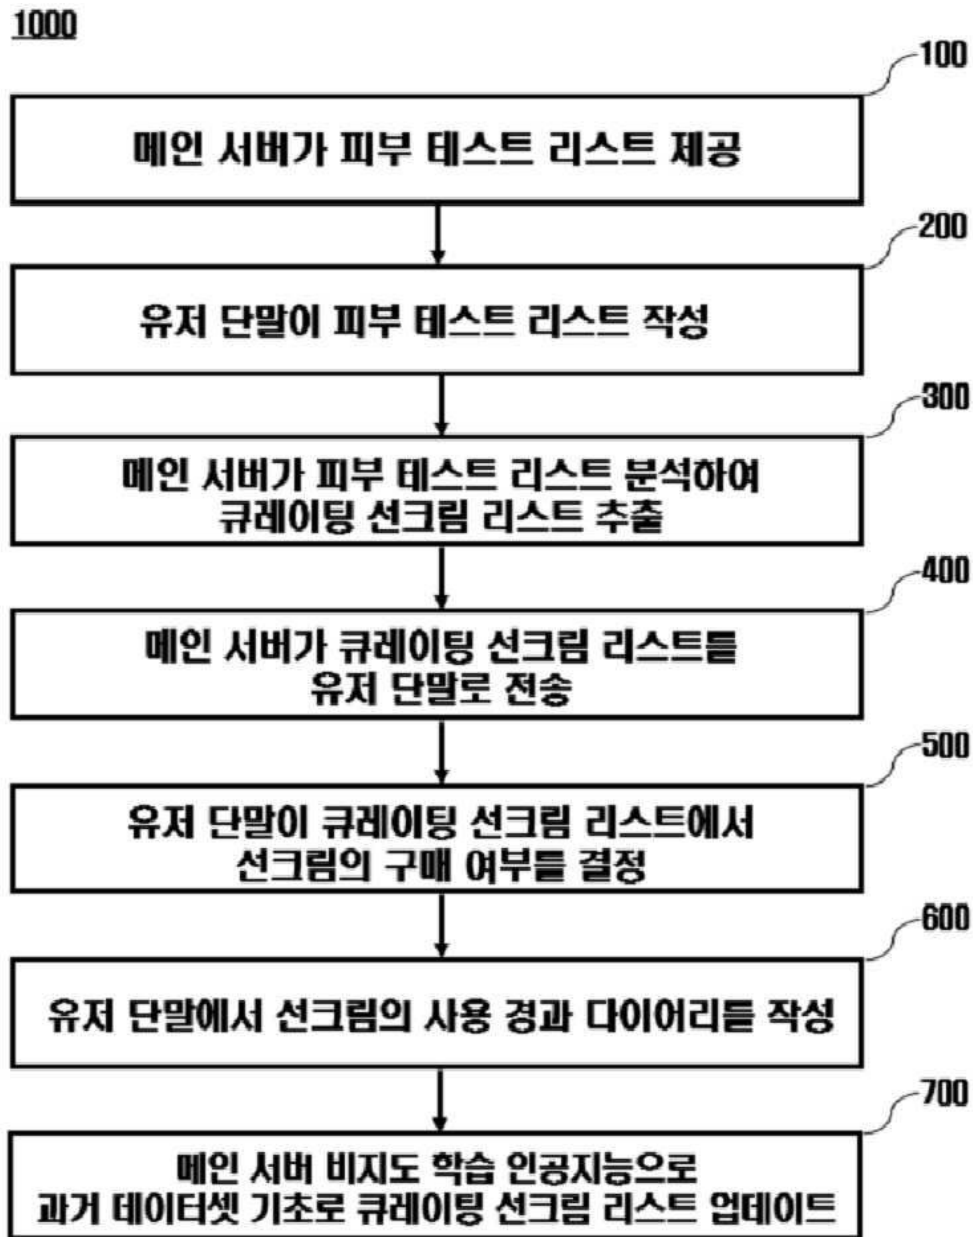 1000
100
메인 서버가 피부 테스트 리스트 제공
200
유저 단말이 피부 테스트 리스트 작성
300
메인 서버가 피부 테스트 리스트 분석하여
큐레이팅 선크림 리스트 추출
400
메인 서버가 큐레이팅 선크림 리스트를
유저 단말로 전송
500
유저 단말이 큐레이팅 선크림 리스트에서
선크림의 구매 여부를 결정
600
유저 단말에서 선크림의 사용 경과 다이어리를 작성
700
메인 서버 비지도 학습 인공지능으로
과거 데이터셋 기초로 큐레이팅 선크림 리스트 업데이트